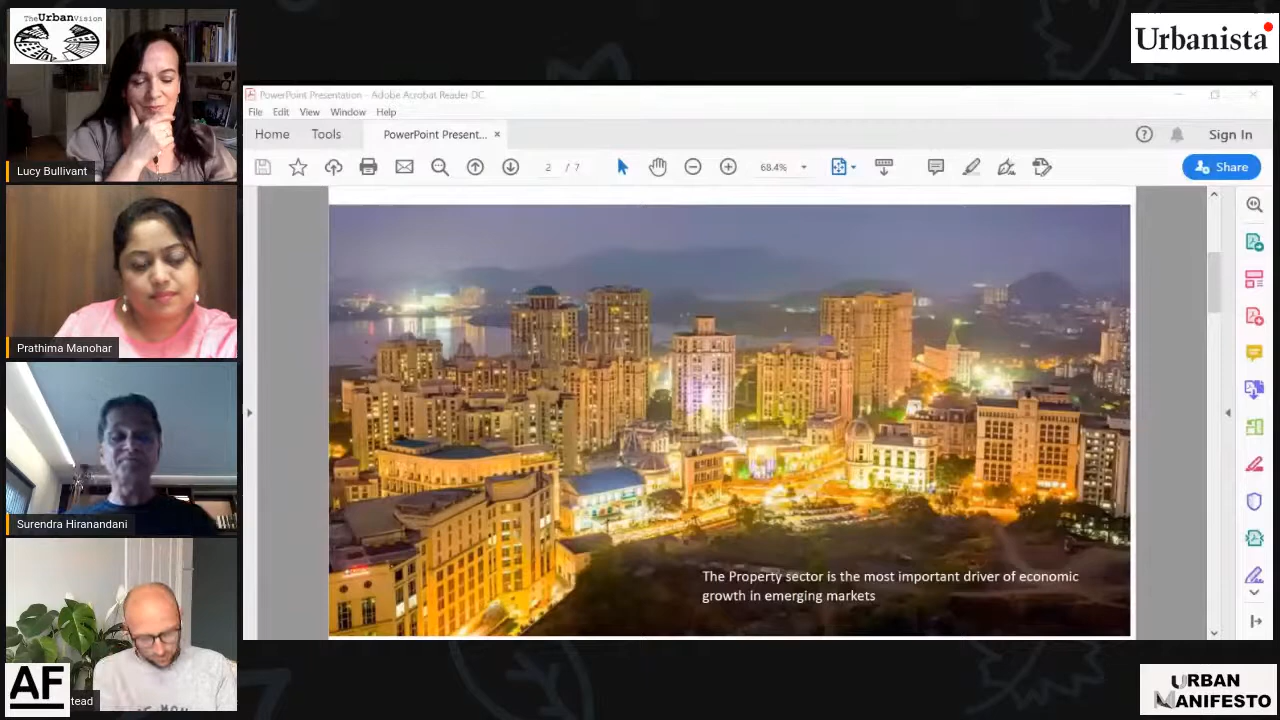 TheUrbanVision
Lucy Bullivant
Prathima Manohar
Surendra Hiranandani
AF
tead
Urbanista
PowerPoint Presentation - Adobe Acrobat Reader DC
File Edit View Window Help
Home Tools PowerPoint Present... ×
Sign In
2 / 7
68.4%
Share
The Property sector is the most important driver of economic
growth in emerging markets
URBAN
MANIFESTO